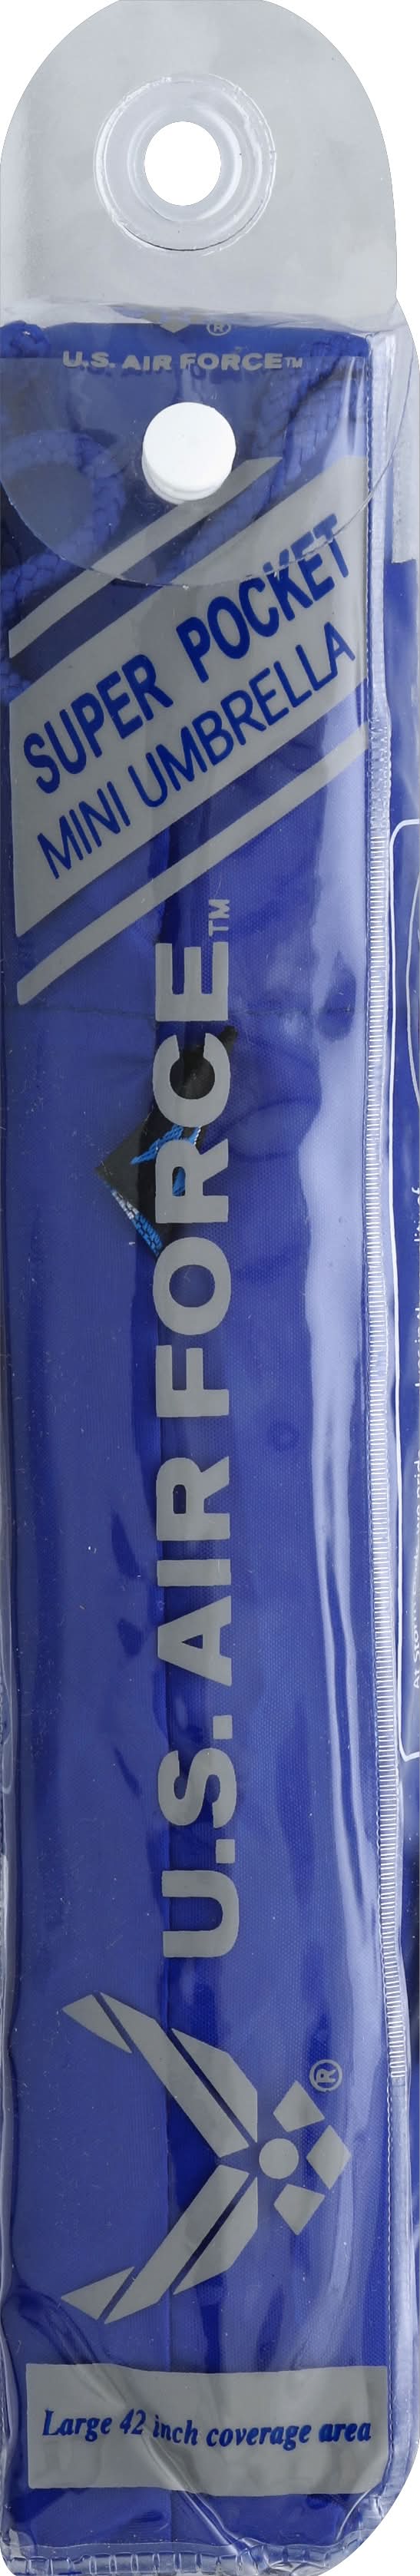 ®
U.S. AIR FORCE™
SUPER POCKET
MINI UMBRELLA
U.S. AIR FORCE™
®
Large 42 inch coverage area